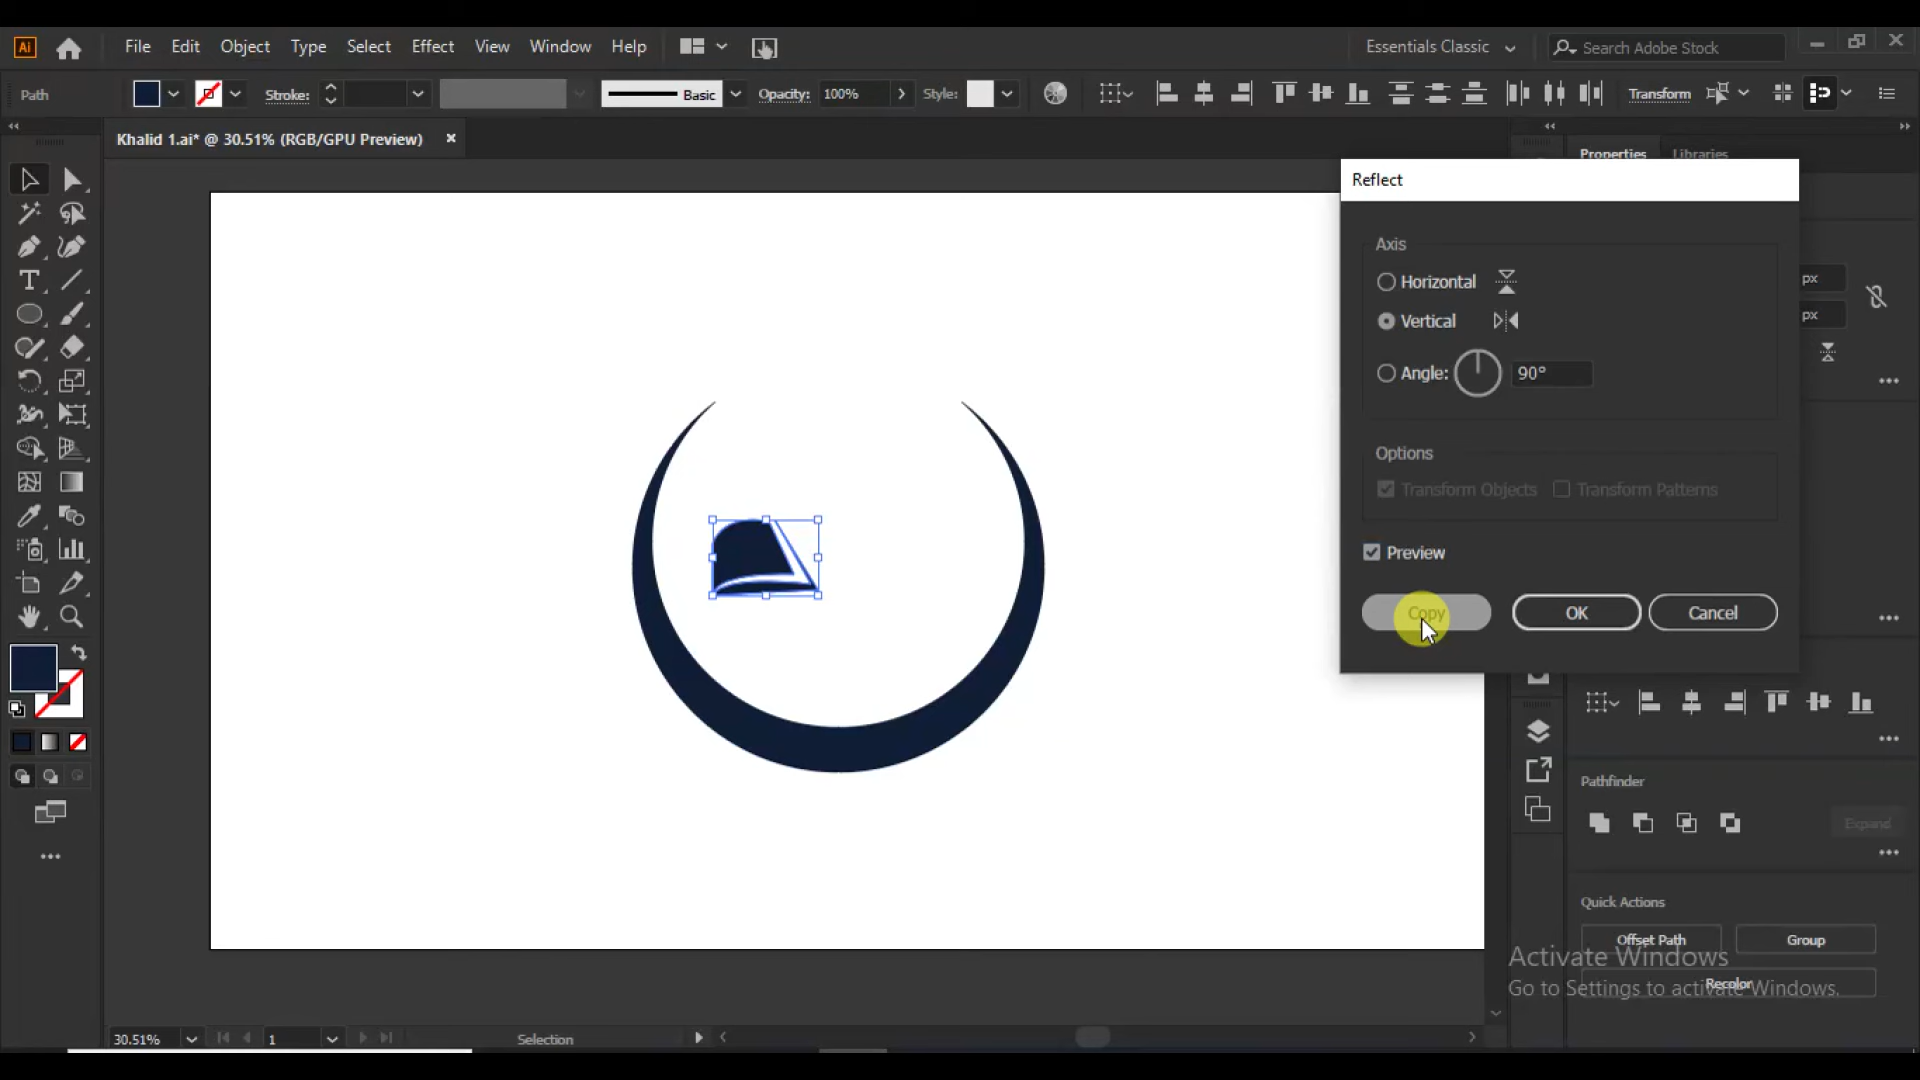 Ai File Edit Object Type Select Effect View Window Help Essentials Classic Search Adobe Stock
Path Stroke: Basic Opacity: 100% Style: Transform
Khalid 1.ai* @ 30.51% (RGB/GPU Preview)
Properties Libraries
Reflect
Axis
Horizontal
px
Vertical
px
Angle: 90°
Options
Transform Objects Transform Patterns
Preview
Copy OK Cancel
Pathfinder
Expand
Quick Actions
Offset Path Group
Recolor
Activate Windows
Go to Settings to activate Windows.
30.51% 1 Selection